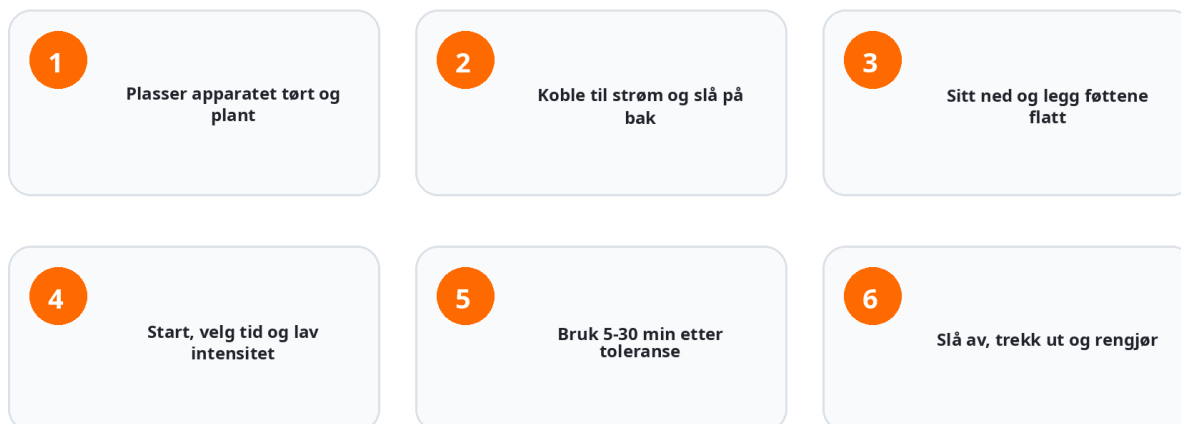 1
Plasser apparatet tørt og
plant
2
Koble til strøm og slå på
bak
3
Sitt ned og legg føttene
flatt
4
Start, velg tid og lav
intensitet
5
Bruk 5-30 min etter
toleranse
6
Slå av, trekk ut og rengjør